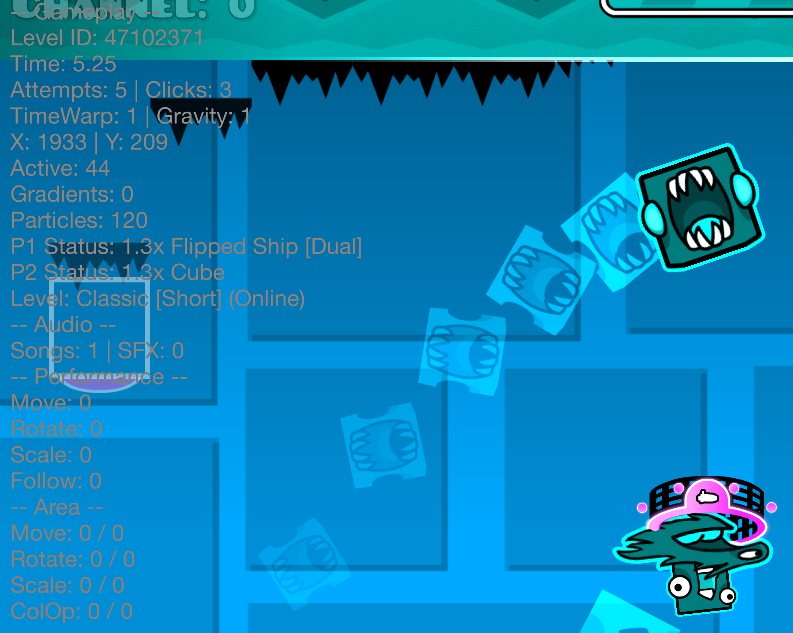 CHANNEL: 0
-- Gameplay --
Level ID: 47102371
Time: 5.25
Attempts: 5 | Clicks: 3
TimeWarp: 1 | Gravity: 1
X: 1933 | Y: 209
Active: 44
Gradients: 0
Particles: 120
P1 Status: 1.3x Flipped Ship [Dual]
P2 Status: 1.3x Cube
Level: Classic [Short] (Online)
-- Audio --
Songs: 1 | SFX: 0
-- Performance --
Move: 0
Rotate: 0
Scale: 0
Follow: 0
-- Area --
Move: 0 / 0
Rotate: 0 / 0
Scale: 0 / 0
ColOp: 0 / 0